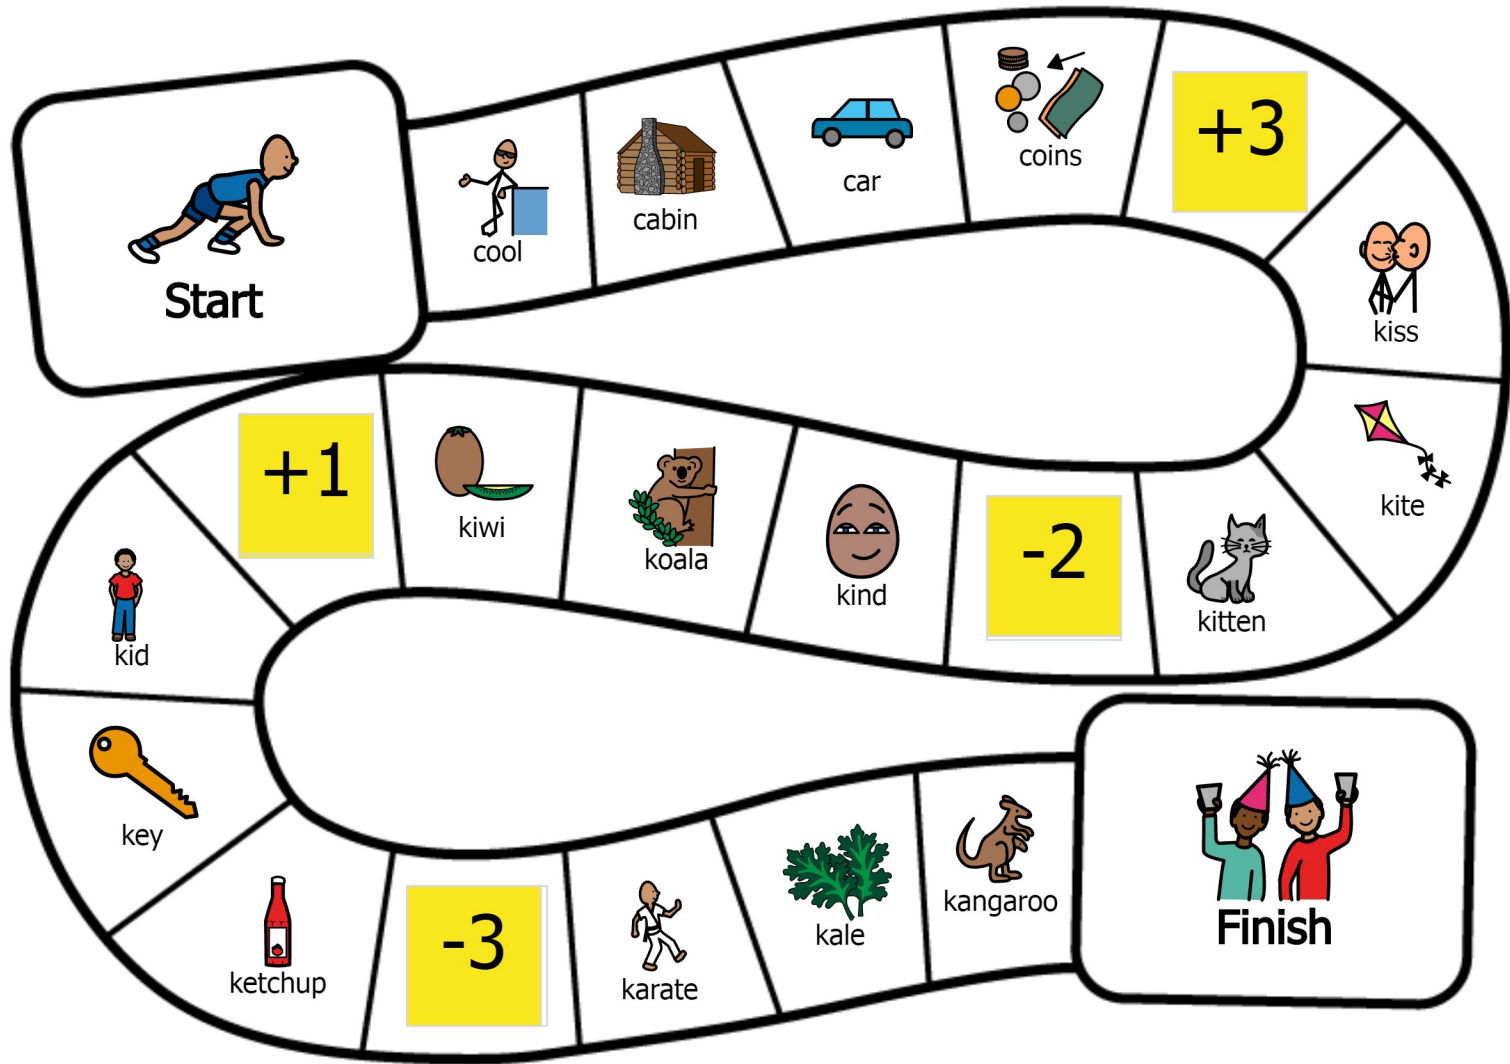 Start
cool
cabin
car
coins
+3
kiss
kite
kitten
-2
kind
koala
kiwi
+1
kid
key
ketchup
-3
karate
kale
kangaroo
Finish